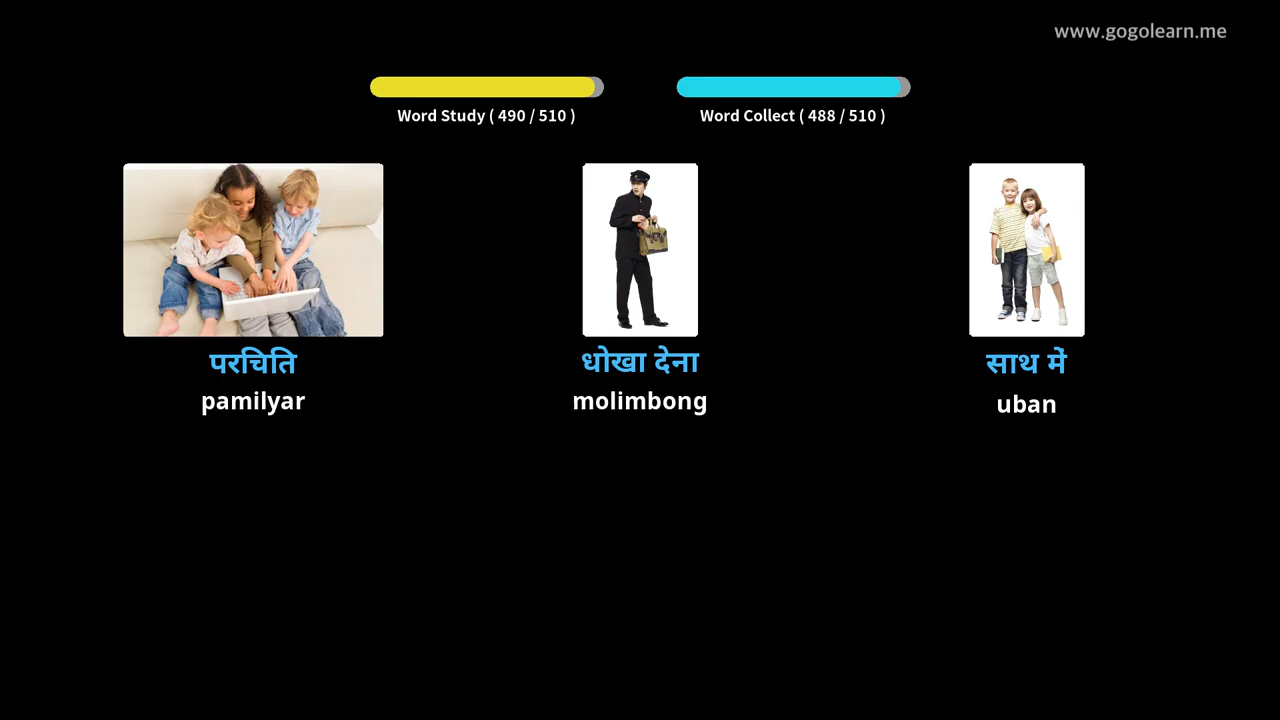 www.gogolearn.me
Word Study ( 490 / 510 )
Word Collect ( 488 / 510 )
परचिति
धोखा देना
साथ में
pamilyar
molimbong
uban